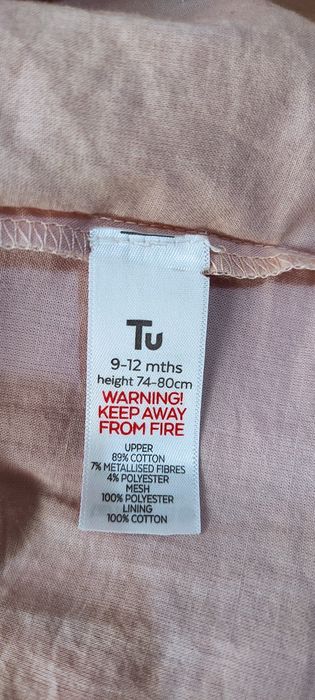 Tu
9-12 mths
height 74-80cm
WARNING!
KEEP AWAY
FROM FIRE
UPPER
89% COTTON
7% METALLISED FIBRES
4% POLYESTER
MESH
100% POLYESTER
LINING
100% COTTON